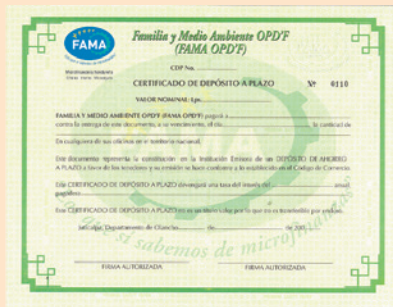 FAMA
Familia y Medio Ambiente OPD'F
(FAMA OPD'F)
CDP No.
CERTIFICADO DE DEPÓSITO A PLAZO Nº 0110
VALOR NOMINAL: Lps.
FAMILIA Y MEDIO AMBIENTE OPD'F (FAMA OPD'F) pagará a
contra la entrega de este documento, a su vencimiento, el día la cantidad de
En cualquiera de sus oficinas en el territorio nacional.
Este documento representa la constitución en la Institución Emisora de un DEPÓSITO DE AHORRO
A PLAZO a favor de los tenedores y su emisión se hace conforme a lo establecido en el Código de Comercio.
Este CERTIFICADO DE DEPÓSITO A PLAZO devengará una tasa del interés del anual
pagadero
Este CERTIFICADO DE DEPÓSITO A PLAZO no es un título valor por lo que no es transferible por endoso.
Juticalpa, Departamento de Olancho, de de 200
que sí sabemos de microfinanzas
FIRMA AUTORIZADA FIRMA AUTORIZADA